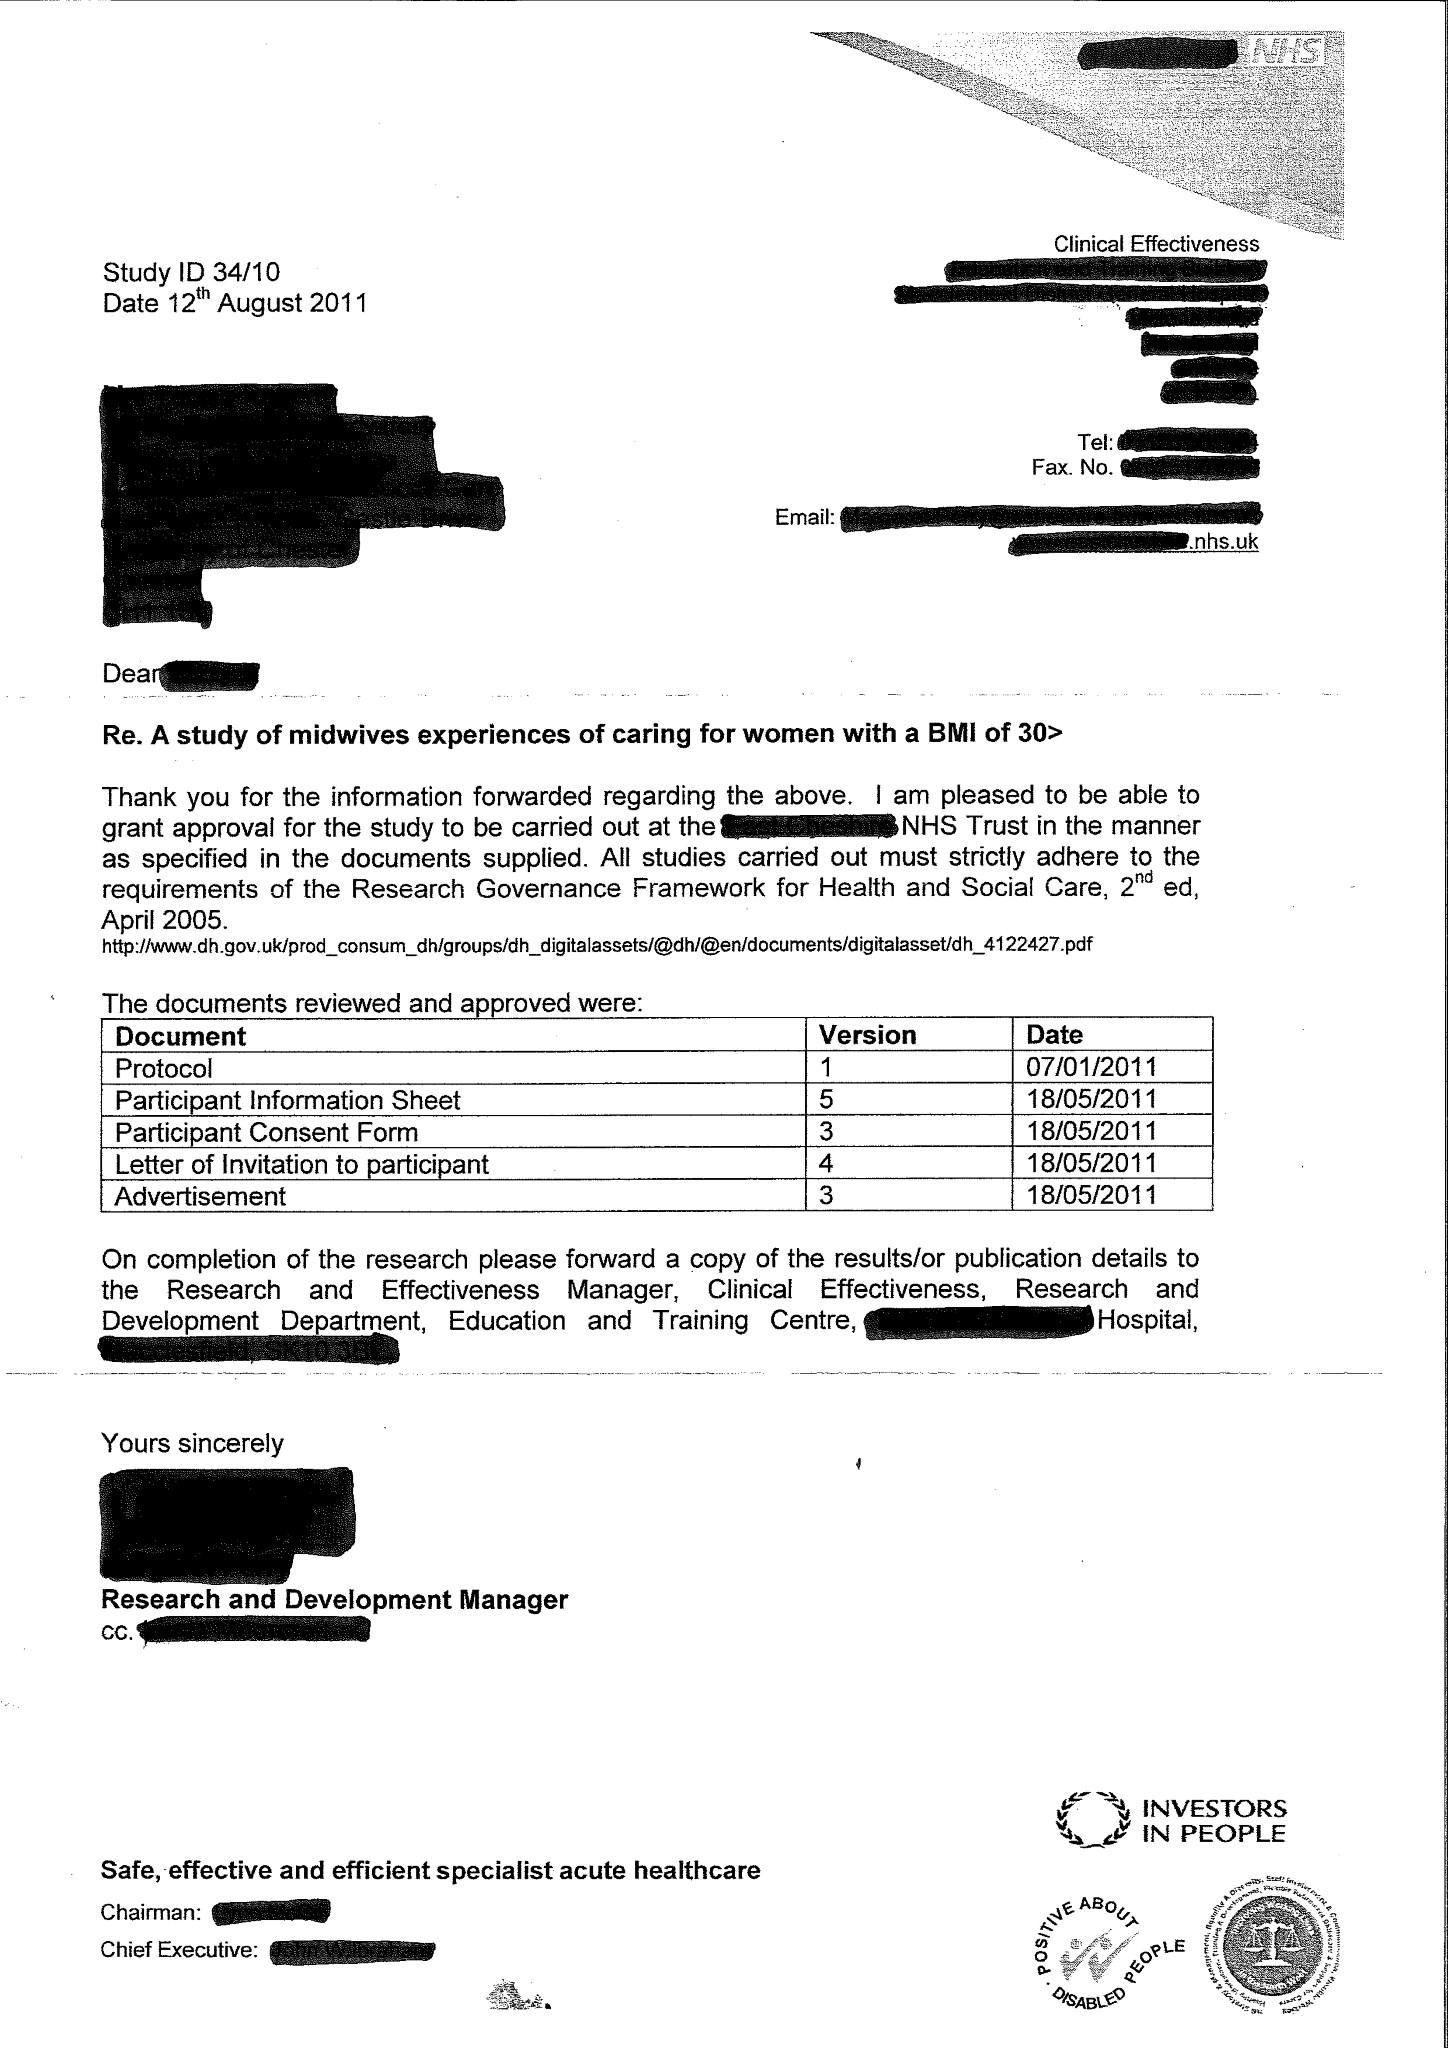 NHS
Clinical Effectiveness
Study ID 34/10
Date 12th August 2011
Tel:
Fax. No.
Email:
.nhs.uk
Dear
Re. A study of midwives experiences of caring for women with a BMI of 30>
Thank you for the information forwarded regarding the above. I am pleased to be able to
grant approval for the study to be carried out at the NHS Trust in the manner
as specified in the documents supplied. All studies carried out must strictly adhere to the
requirements of the Research Governance Framework for Health and Social Care, 2nd ed,
April 2005.
http://www.dh.gov.uk/prod_consum_dh/groups/dh_digitalassets/@dh/@en/documents/digitalasset/dh_4122427.pdf
The documents reviewed and approved were:
Document Version Date
Protocol 1 07/01/2011
Participant Information Sheet 5 18/05/2011
Participant Consent Form 3 18/05/2011
Letter of Invitation to participant 4 18/05/2011
Advertisement 3 18/05/2011
On completion of the research please forward a copy of the results/or publication details to
the Research and Effectiveness Manager, Clinical Effectiveness, Research and
Development Department, Education and Training Centre, Hospital,
Yours sincerely
Research and Development Manager
cc.
INVESTORS
IN PEOPLE
Safe, effective and efficient specialist acute healthcare
Chairman:
Chief Executive:
POSITIVE ABOUT
DISABLED PEOPLE